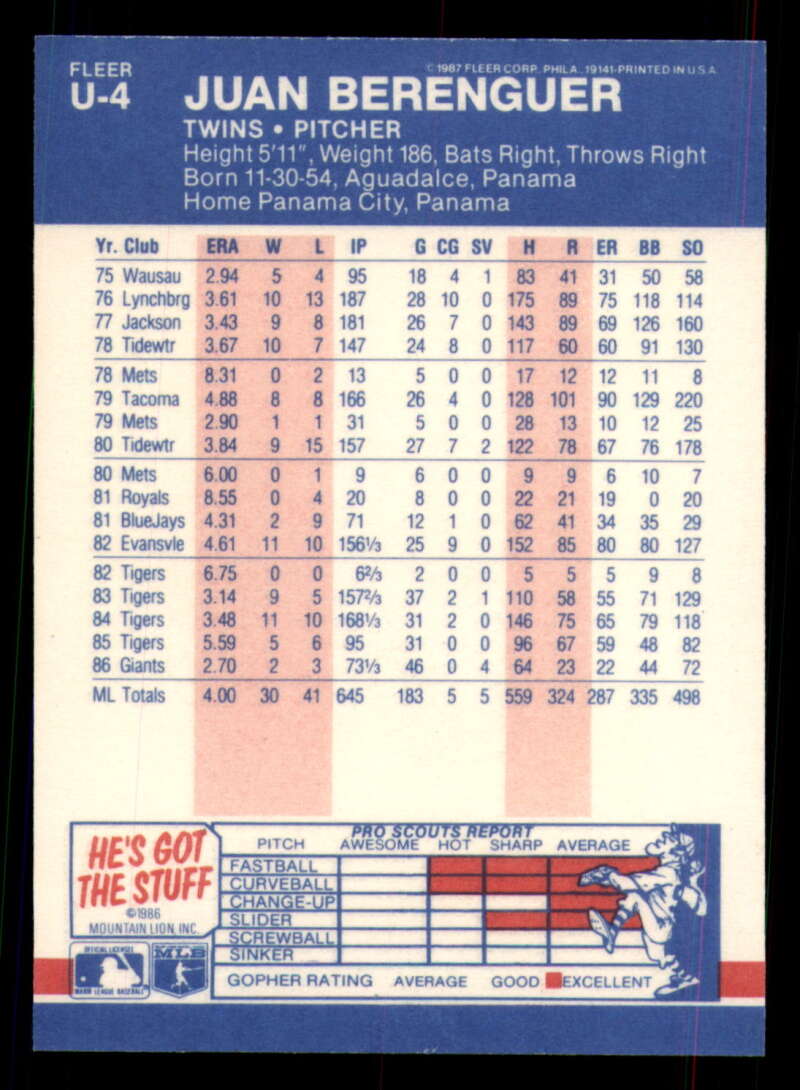 FLEER
U-4
©1987 FLEER CORP. PHILA. 19141-PRINTED IN U.S.A.
JUAN BERENGUER
TWINS • PITCHER
Height 5'11", Weight 186, Bats Right, Throws Right
Born 11-30-54, Aguadalce, Panama
Home Panama City, Panama
Yr. Club ERA W L IP G CG SV H R ER BB SO
75 Wausau 2.94 5 4 95 18 4 1 83 41 31 50 58
76 Lynchbrg 3.61 10 13 187 28 10 0 175 89 75 118 114
77 Jackson 3.43 9 8 181 26 7 0 143 89 69 126 160
78 Tidewtr 3.67 10 7 147 24 8 0 117 60 60 91 130
78 Mets 8.31 0 2 13 5 0 0 17 12 12 11 8
79 Tacoma 4.88 8 8 166 26 4 0 128 101 90 129 220
79 Mets 2.90 1 1 31 5 0 0 28 13 10 12 25
80 Tidewtr 3.84 9 15 157 27 7 2 122 78 67 76 178
80 Mets 6.00 0 1 9 6 0 0 9 9 6 10 7
81 Royals 8.55 0 4 20 8 0 0 22 21 19 0 20
81 BlueJays 4.31 2 9 71 12 1 0 62 41 34 35 29
82 Evansvle 4.61 11 10 156⅓ 25 9 0 152 85 80 80 127
82 Tigers 6.75 0 0 6⅔ 2 0 0 5 5 5 9 8
83 Tigers 3.14 9 5 157⅔ 37 2 1 110 58 55 71 129
84 Tigers 3.48 11 10 168⅓ 31 2 0 146 75 65 79 118
85 Tigers 5.59 5 6 95 31 0 0 96 67 59 48 82
86 Giants 2.70 2 3 73⅓ 46 0 4 64 23 22 44 72
ML Totals 4.00 30 41 645 183 5 5 559 324 287 335 498
HE'S GOT
THE STUFF
©1986
MOUNTAIN LION, INC.
OFFICIAL LICENSEE
MAJOR LEAGUE BASEBALL
MLB
PRO SCOUTS REPORT
PITCH AWESOME HOT SHARP AVERAGE
FASTBALL
CURVEBALL
CHANGE-UP
SLIDER
SCREWBALL
SINKER
GOPHER RATING AVERAGE GOOD EXCELLENT